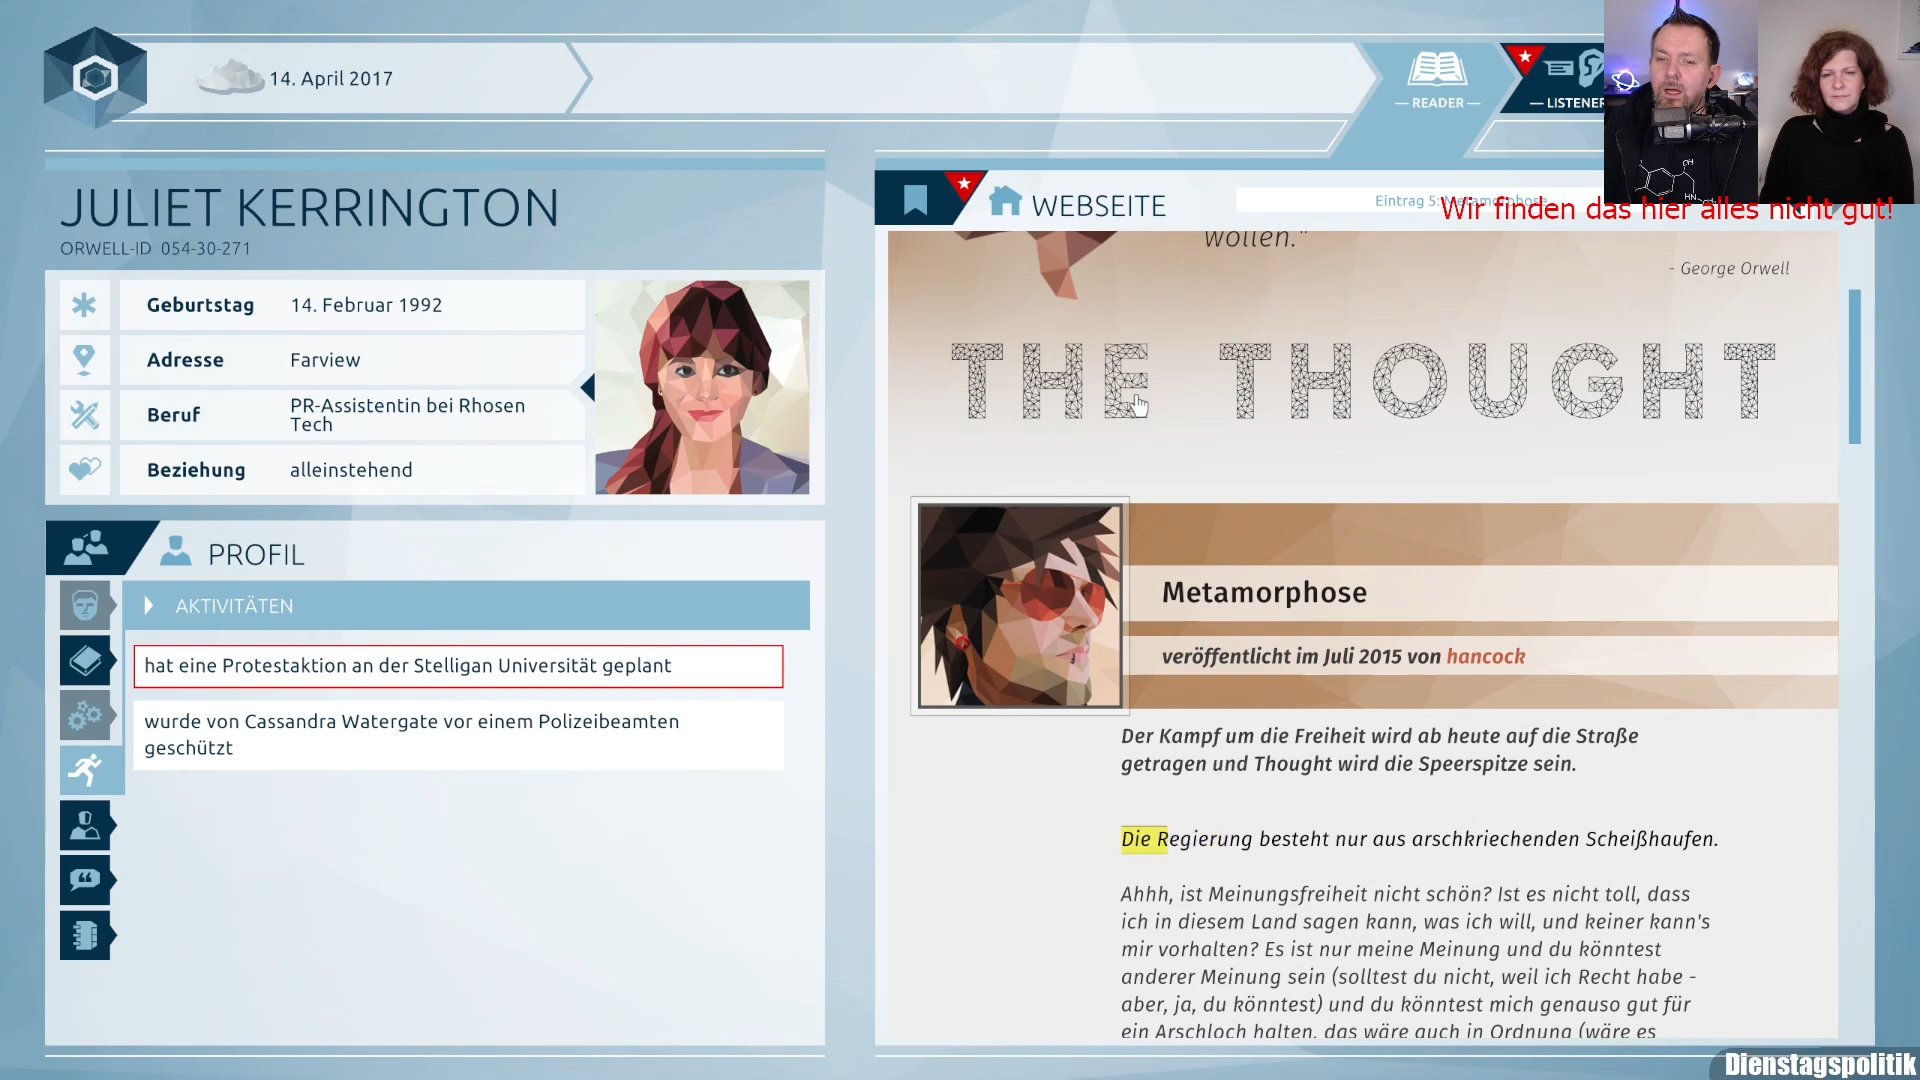 14. April 2017
— READER —
— LISTENER
JULIET KERRINGTON
ORWELL-ID 054-30-271
Geburtstag 14. Februar 1992
Adresse Farview
Beruf PR-Assistentin bei Rhosen
Tech
Beziehung alleinstehend
PROFIL
AKTIVITÄTEN
hat eine Protestaktion an der Stelligan Universität geplant
wurde von Cassandra Watergate vor einem Polizeibeamten
geschützt
WEBSEITE
Eintrag 5: Metamorphose
Wir finden das hier alles nicht gut!
wollen."
- George Orwell
THE THOUGHT
Metamorphose
veröffentlicht im Juli 2015 von hancock
Der Kampf um die Freiheit wird ab heute auf die Straße
getragen und Thought wird die Speerspitze sein.
Die Regierung besteht nur aus arschkriechenden Scheißhaufen.
Ahhh, ist Meinungsfreiheit nicht schön? Ist es nicht toll, dass
ich in diesem Land sagen kann, was ich will, und keiner kann's
mir vorhalten? Es ist nur meine Meinung und du könntest
anderer Meinung sein (solltest du nicht, weil ich Recht habe -
aber, ja, du könntest) und du könntest mich genauso gut für
ein Arschloch halten, das wäre auch in Ordnung (wäre es
OH
HN
Dienstagspolitik